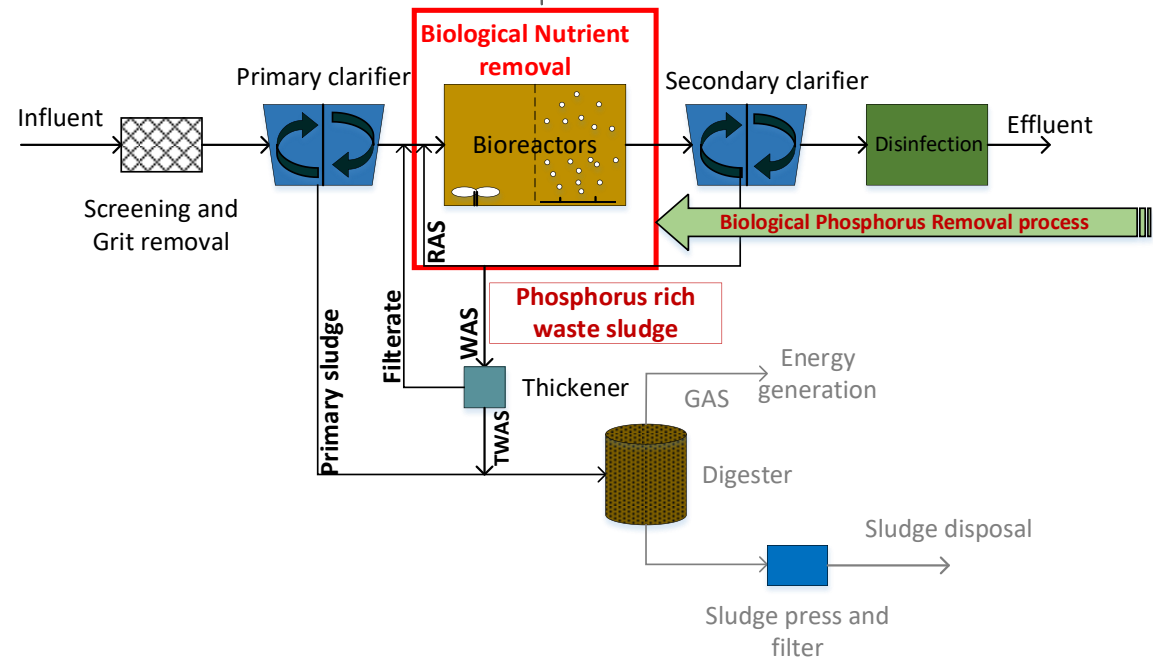 Biological Nutrient
removal
Primary clarifier
Secondary clarifier
Influent
Bioreactors
Disinfection
Effluent
Screening and
Grit removal
Biological Phosphorus Removal process
RAS
Phosphorus rich
waste sludge
WAS
Filterate
Primary sludge
Thickener
TWAS
Energy
generation
GAS
Digester
Sludge disposal
Sludge press and
filter